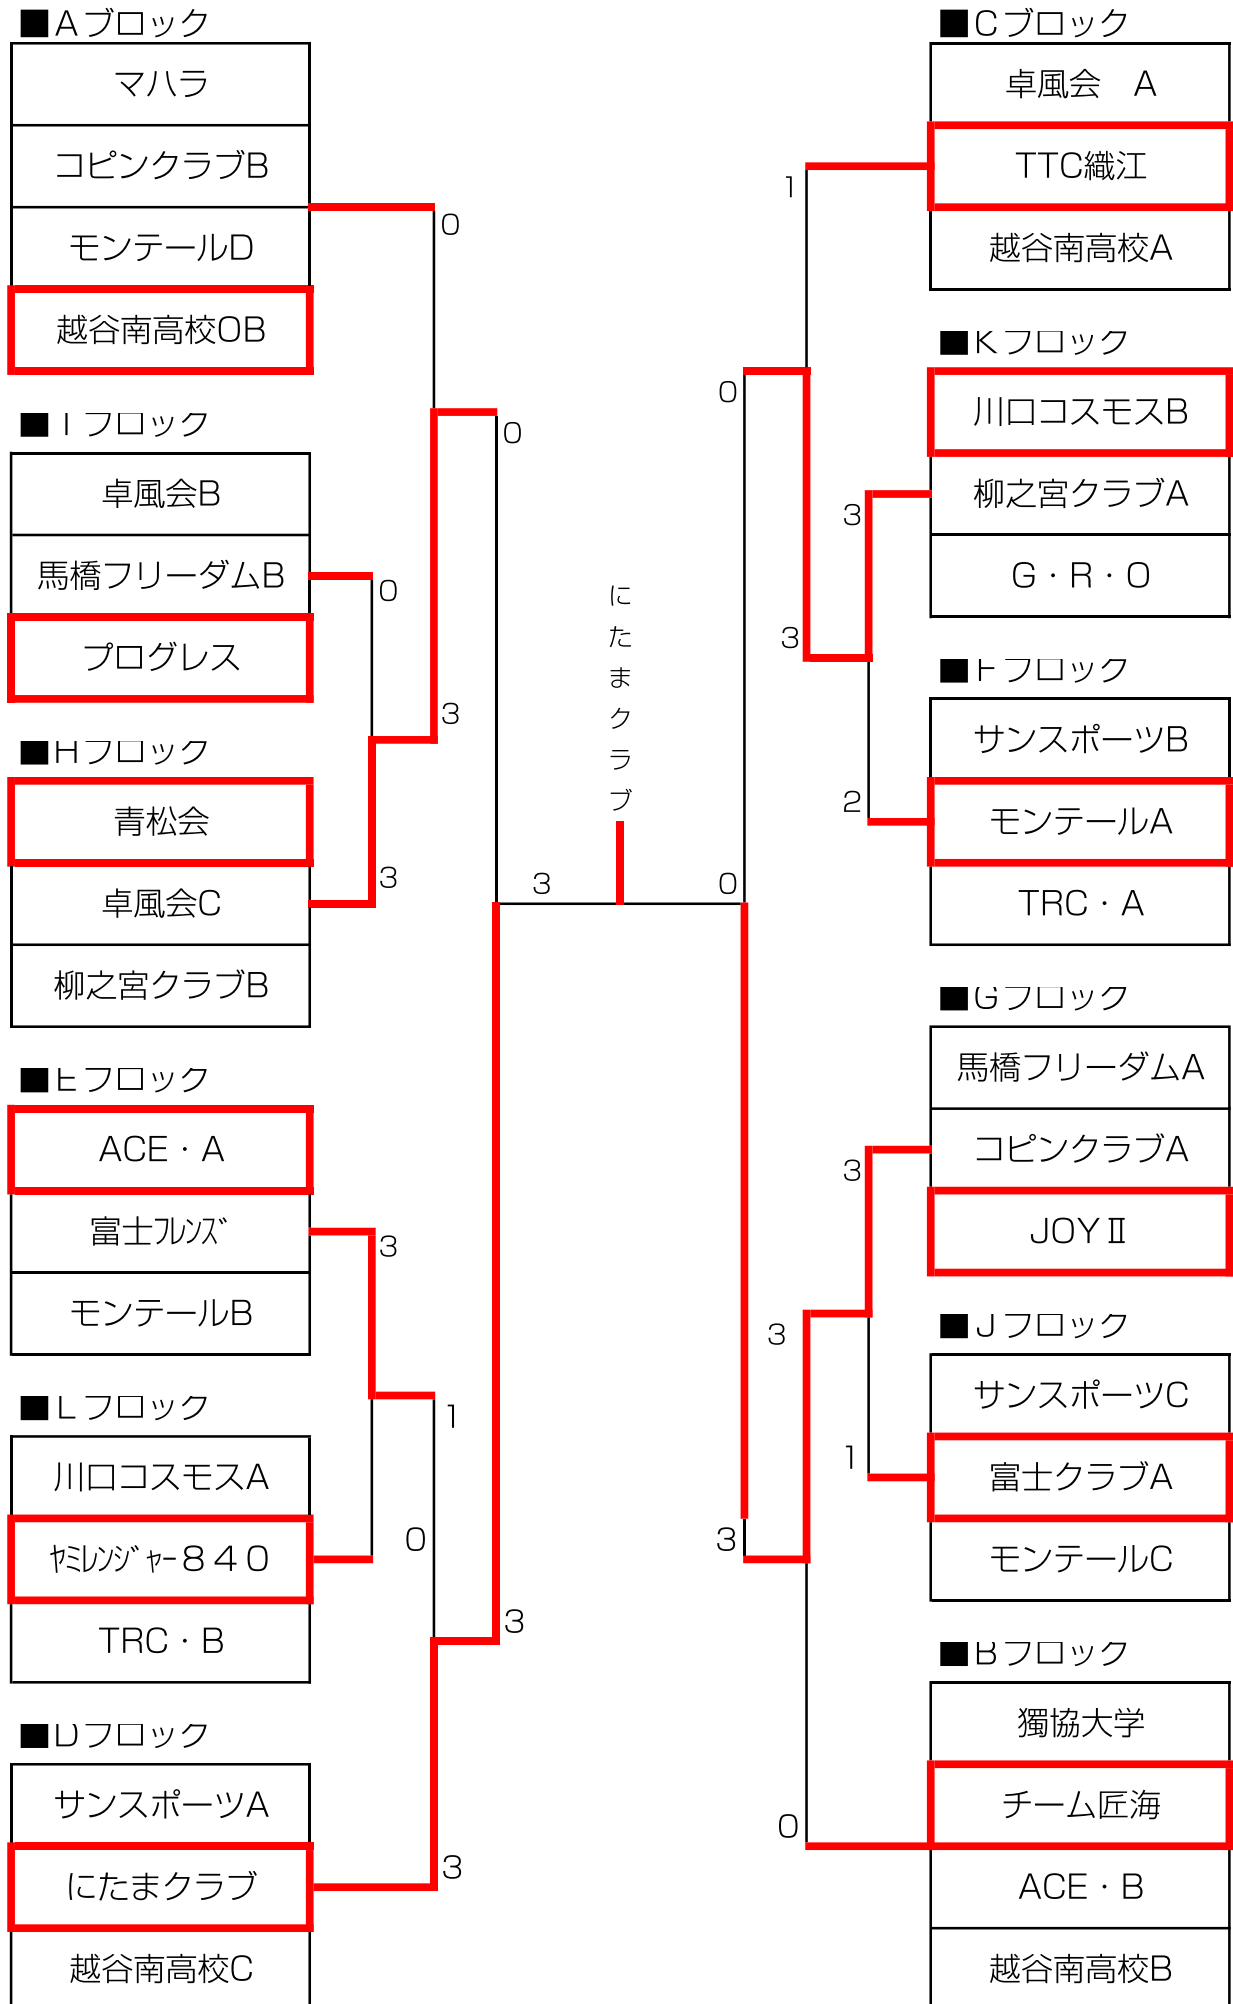 ■Aブロック
マハラ
コピンクラブB
モンテールD
越谷南高校OB
0
■Iブロック
卓風会B
馬橋フリーダムB
プログレス
0
0
3
■Hブロック
青松会
卓風会C
柳之宮クラブB
3
■Eブロック
ACE・A
富士ﾌﾚﾝｽﾞ
モンテールB
3
■Lブロック
川口コスモスA
ﾔﾐﾚﾝｼﾞｬｰ８４０
TRC・B
1
0
3
■Dブロック
サンスポーツA
にたまクラブ
越谷南高校C
3
にたまクラブ
3
0
■Cブロック
卓風会　A
TTC織江
越谷南高校A
1
■Kブロック
川口コスモスB
柳之宮クラブA
G・R・O
0
3
3
■Fブロック
サンスポーツB
モンテールA
TRC・A
2
■Gブロック
馬橋フリーダムA
コピンクラブA
JOYⅡ
3
■Jブロック
サンスポーツC
富士クラブA
モンテールC
3
1
3
■Bブロック
獨協大学
チーム匠海
ACE・B
越谷南高校B
0